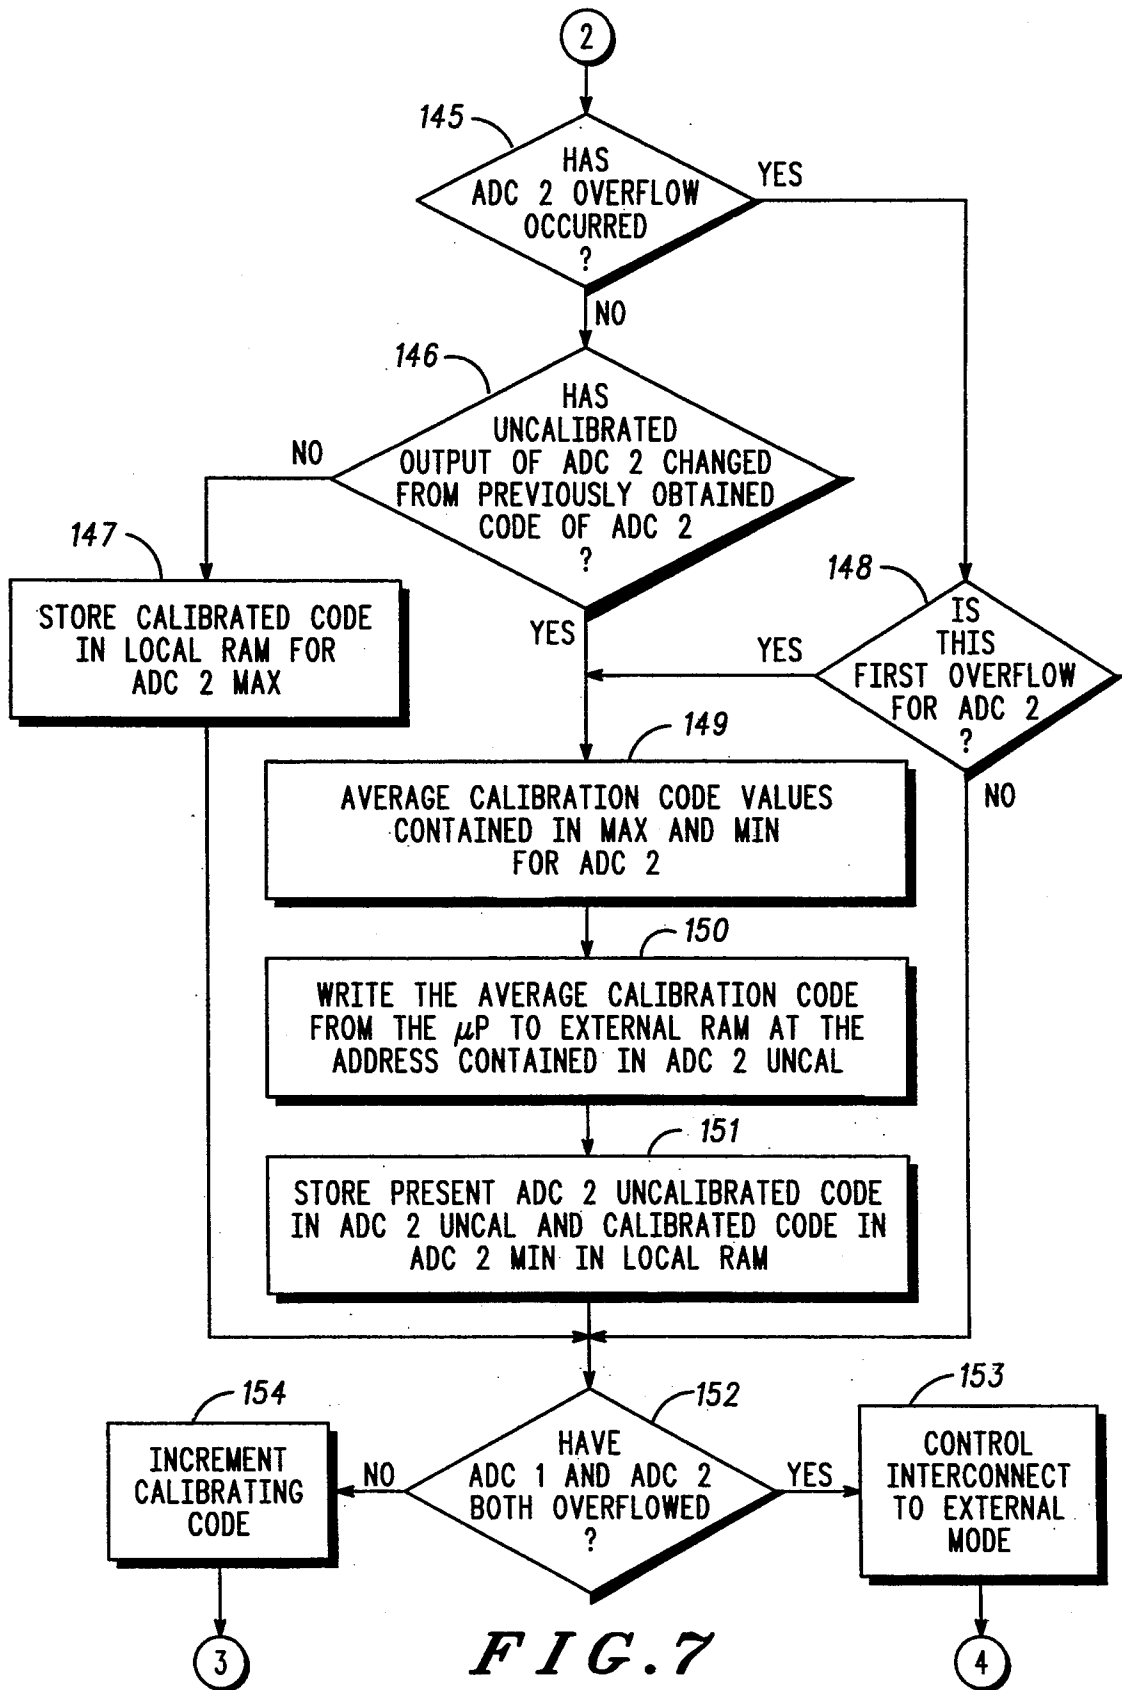 2
145
HAS
ADC 2 OVERFLOW
OCCURRED
?
YES
NO
146
HAS
UNCALIBRATED
OUTPUT OF ADC 2 CHANGED
FROM PREVIOUSLY OBTAINED
CODE OF ADC 2
?
NO
YES
147
STORE CALIBRATED CODE
IN LOCAL RAM FOR
ADC 2 MAX
148
IS
THIS
FIRST OVERFLOW
FOR ADC 2
?
YES
NO
149
AVERAGE CALIBRATION CODE VALUES
CONTAINED IN MAX AND MIN
FOR ADC 2
150
WRITE THE AVERAGE CALIBRATION CODE
FROM THE μP TO EXTERNAL RAM AT THE
ADDRESS CONTAINED IN ADC 2 UNCAL
151
STORE PRESENT ADC 2 UNCALIBRATED CODE
IN ADC 2 UNCAL AND CALIBRATED CODE IN
ADC 2 MIN IN LOCAL RAM
152
HAVE
ADC 1 AND ADC 2
BOTH OVERFLOWED
?
NO
YES
154
INCREMENT
CALIBRATING
CODE
153
CONTROL
INTERCONNECT
TO EXTERNAL
MODE
3
4
FIG.7